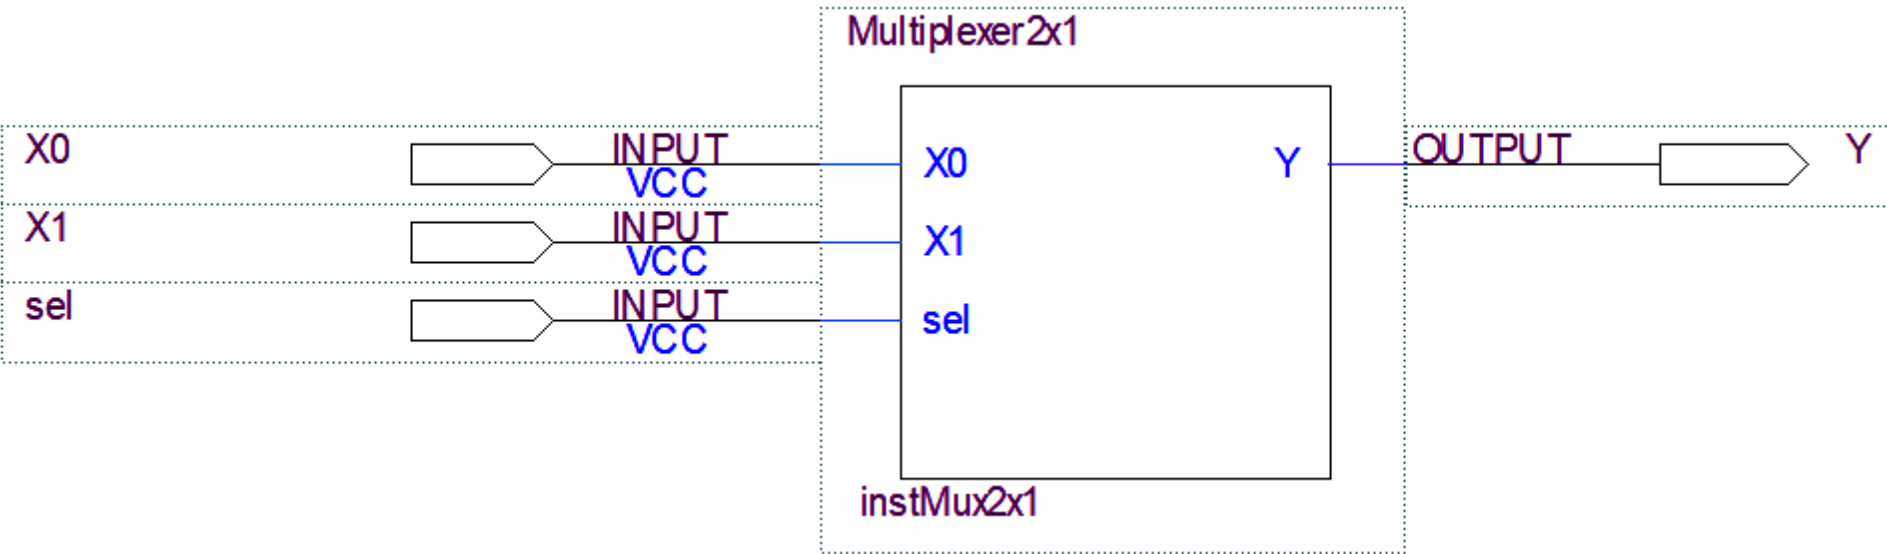 Multiplexer2x1
X0
INPUT
VCC
X0
Y
OUTPUT
Y
X1
INPUT
VCC
X1
sel
INPUT
VCC
sel
instMux2x1